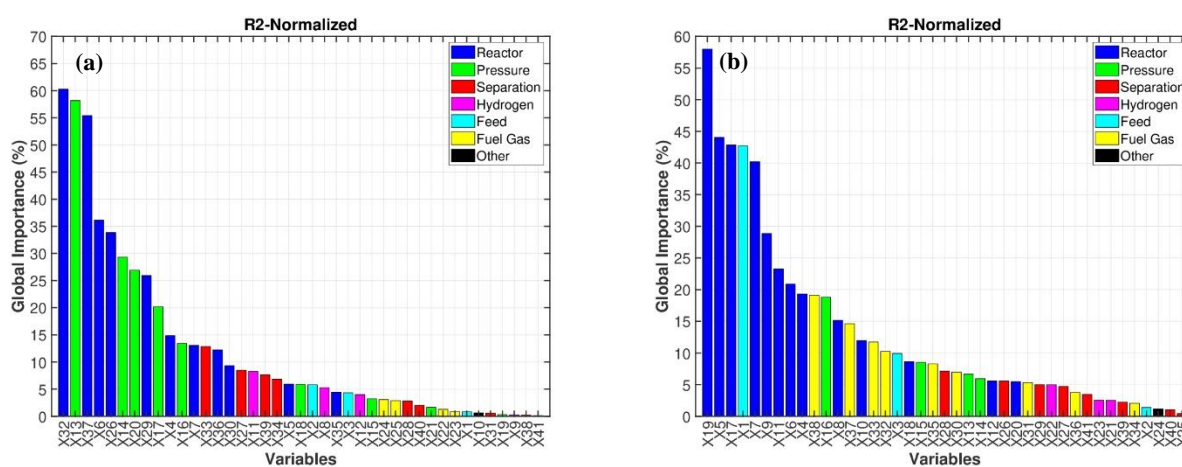 R2-Normalized
(a)
70
65
60
55
50
45
40
35
30
25
20
15
10
5
0
Global Importance (%)
Reactor
Pressure
Separation
Hydrogen
Feed
Fuel Gas
Other
X32 X13 X37 X6 X26 X14 X20 X29 X17 X4 X16 X7 X33 X36 X30 X27 X11 X39 X34 X5 X18 X2 X8 X35 X3 X12 X15 X24 X25 X28 X40 X21 X22 X23 X1 X10 X31 X19 X9 X38 X41
Variables
R2-Normalized
(b)
60
55
50
45
40
35
30
25
20
15
10
5
0
Global Importance (%)
Reactor
Pressure
Separation
Hydrogen
Feed
Fuel Gas
Other
X19 X5 X17 X1 X7 X9 X11 X6 X4 X38 X16 X8 X37 X10 X33 X32 X3 X18 X15 X35 X28 X30 X13 X14 X12 X26 X20 X31 X29 X22 X27 X36 X41 X23 X21 X39 X34 X2 X24 X40 X25
Variables